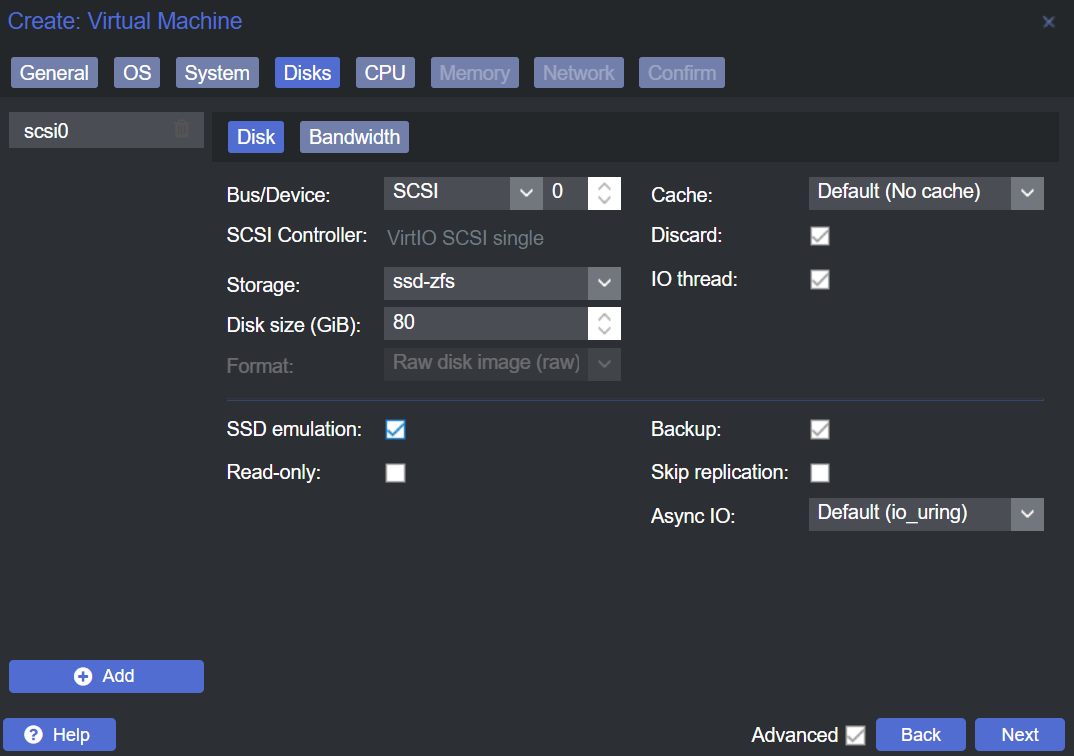 Create: Virtual Machine
General OS System Disks CPU Memory Network Confirm
scsi0
Disk Bandwidth
Bus/Device: SCSI 0 Cache: Default (No cache)
SCSI Controller: VirtIO SCSI single Discard:
Storage: ssd-zfs IO thread:
Disk size (GiB): 80
Format: Raw disk image (raw)
SSD emulation: Backup:
Read-only: Skip replication:
Async IO: Default (io_uring)
Add
Help Advanced Back Next